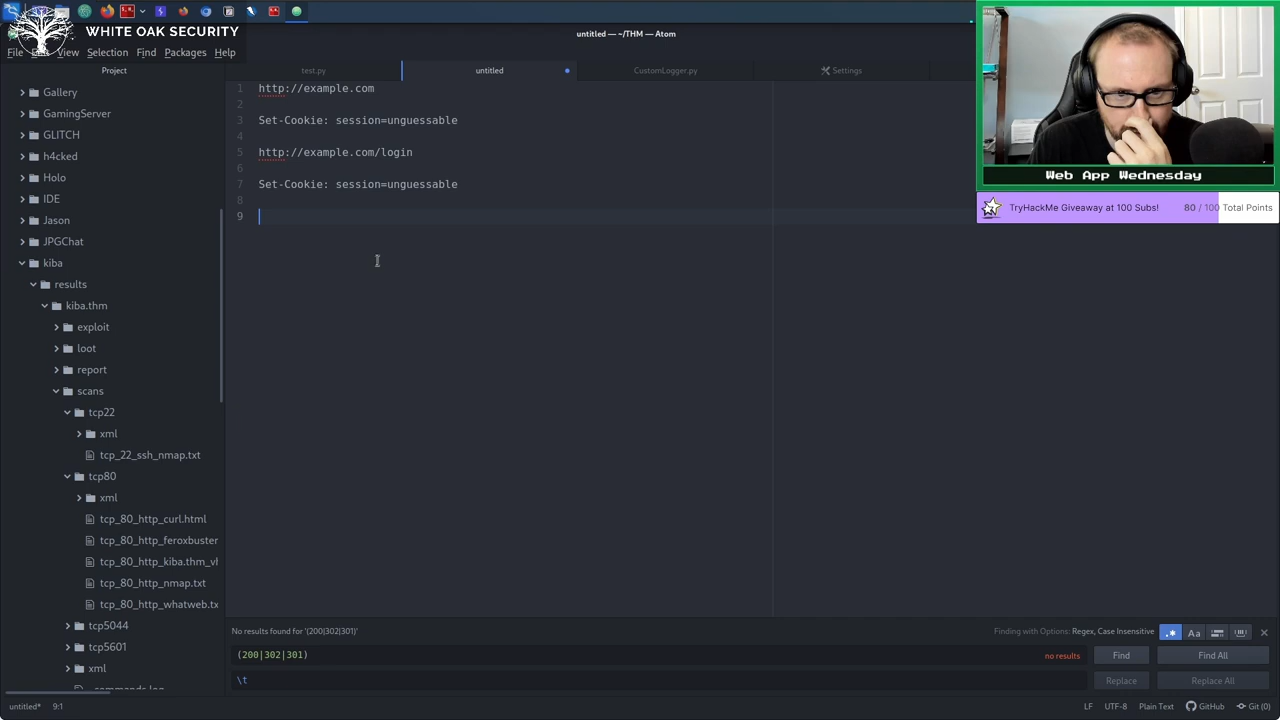 WHITE OAK SECURITY
untitled — ~/THM — Atom
File Edit View Selection Find Packages Help
Project
test.py
untitled
CustomLogger.py
Settings
Gallery
GamingServer
GLITCH
h4cked
Holo
IDE
Jason
JPGChat
kiba
results
kiba.thm
exploit
loot
report
scans
tcp22
xml
tcp_22_ssh_nmap.txt
tcp80
xml
tcp_80_http_curl.html
tcp_80_http_feroxbuster
tcp_80_http_kiba.thm_vh
tcp_80_http_nmap.txt
tcp_80_http_whatweb.tx
tcp5044
tcp5601
xml
_commands.log
1 http://example.com
2
3 Set-Cookie: session=unguessable
4
5 http://example.com/login
6
7 Set-Cookie: session=unguessable
8
9
Web App Wednesday
TryHackMe Giveaway at 100 Subs! 80 / 100 Total Points
No results found for '(200|302|301)'
Finding with Options: Regex, Case Insensitive
.* Aa
(200|302|301)
no results
Find
Find All
\t
Replace
Replace All
untitled* 9:1
LF UTF-8 Plain Text GitHub Git (0)